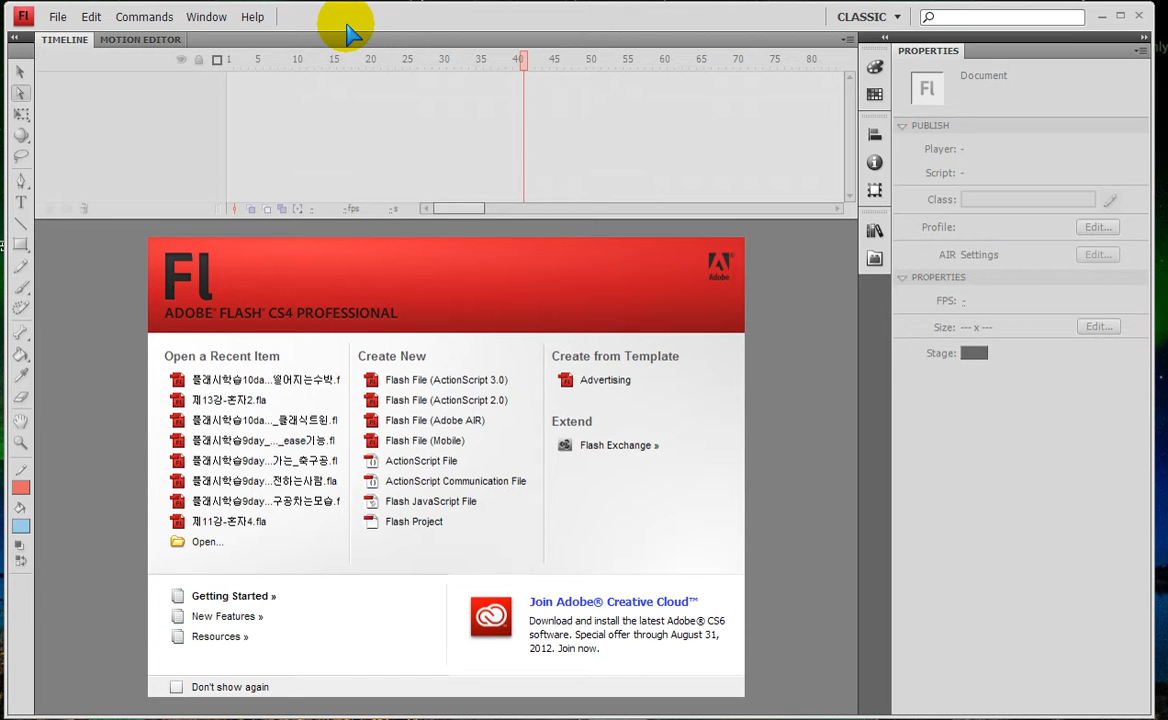 Fl File Edit Commands Window Help CLASSIC
TIMELINE MOTION EDITOR
1 5 10 15 20 25 30 35 40 45 50 55 60 65 70 75 80
PROPERTIES
Fl Document
PUBLISH
Player: -
Script: -
Class:
Profile: Edit...
AIR Settings Edit...
PROPERTIES
FPS: -
Size: --- x --- Edit...
Stage:
- -fps -s
T
Fl
Adobe
ADOBE® FLASH® CS4 PROFESSIONAL
Open a Recent Item
플래시학습10da...떨어지는수박.f
제13강-혼자2.fla
플래시학습10da..._클래식트윈.fl
플래시학습9day_..._ease기능.fl
플래시학습9day...가는_축구공.fl
플래시학습9day...전하는사람.fla
플래시학습9day...구공차는모습.f
제11강-혼자4.fla
Open...
Create New
Flash File (ActionScript 3.0)
Flash File (ActionScript 2.0)
Flash File (Adobe AIR)
Flash File (Mobile)
ActionScript File
ActionScript Communication File
Flash JavaScript File
Flash Project
Create from Template
Advertising
Extend
Flash Exchange »
Getting Started »
New Features »
Resources »
Join Adobe® Creative Cloud™
Download and install the latest Adobe® CS6
software. Special offer through August 31,
2012. Join now.
Don't show again